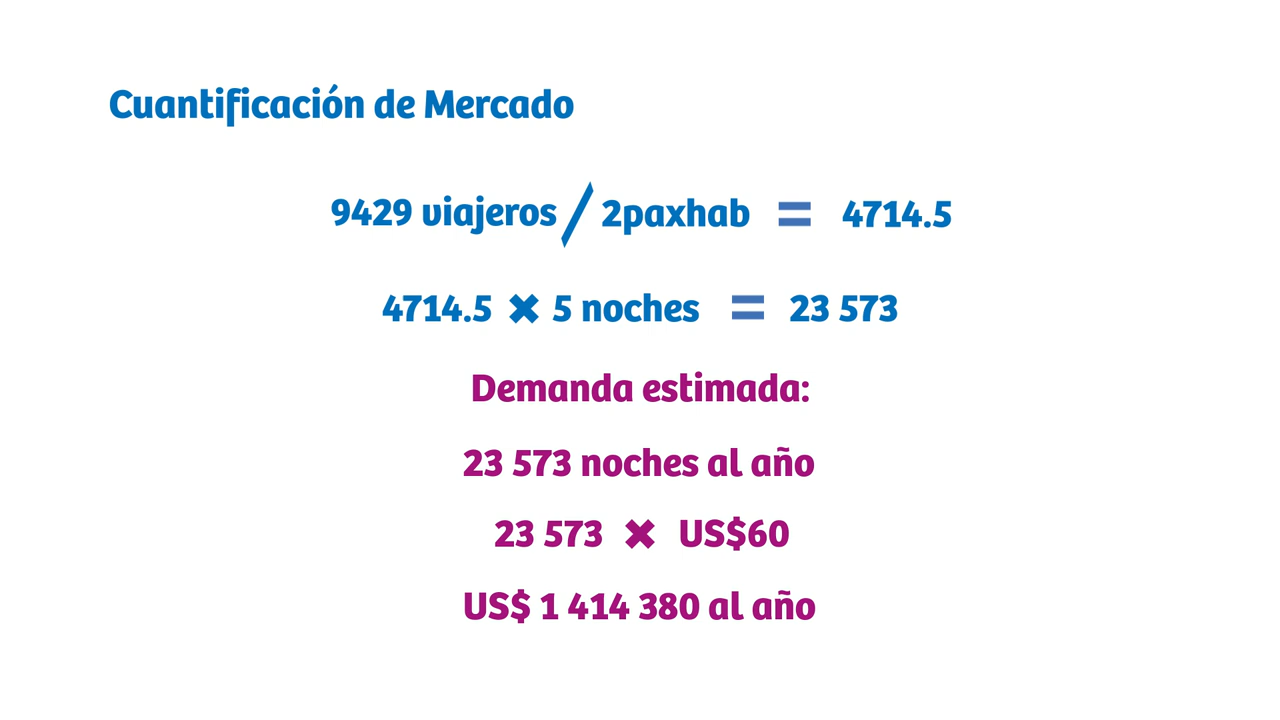 Cuantificación de Mercado
9429 viajeros / 2paxhab = 4714.5
4714.5 ✖ 5 noches = 23 573
Demanda estimada:
23 573 noches al año
23 573 ✖ US$60
US$ 1 414 380 al año